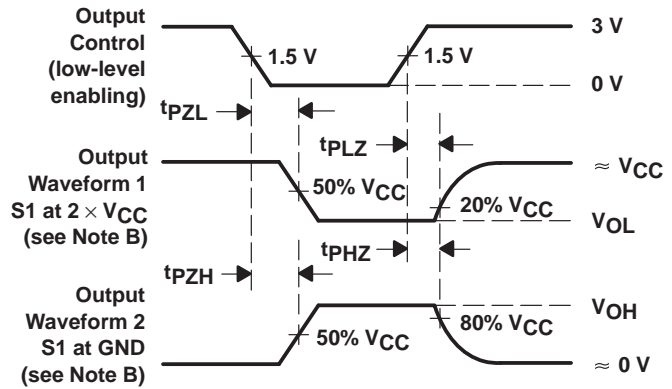 Output
Control
(low-level
enabling)
1.5 V
1.5 V
3 V
0 V
tPZL
tPLZ
Output
Waveform 1
S1 at 2 × VCC
(see Note B)
50% VCC
20% VCC
≈ VCC
VOL
tPZH
tPHZ
Output
Waveform 2
S1 at GND
(see Note B)
50% VCC
80% VCC
VOH
≈ 0 V